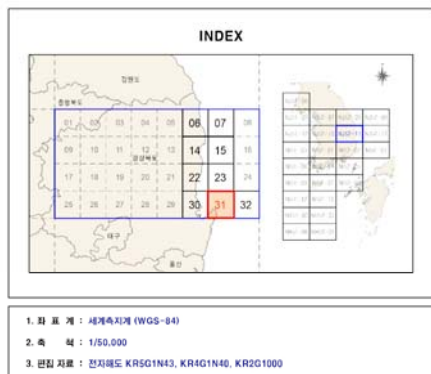 INDEX
강원도
충청북도
01 02 03 04 05 06 07 08
09 10 11 12 13 14 15 16
경상북도
17 18 19 20 21 22 23 24
25 26 27 28 29 30 31 32
대구
울산
1. 좌 표 계 : 세계측지계 (WGS-84)
2. 축 척 : 1/50,000
3. 편집 자료 : 전자해도 KR5G1N43, KR4G1N40, KR2G1000